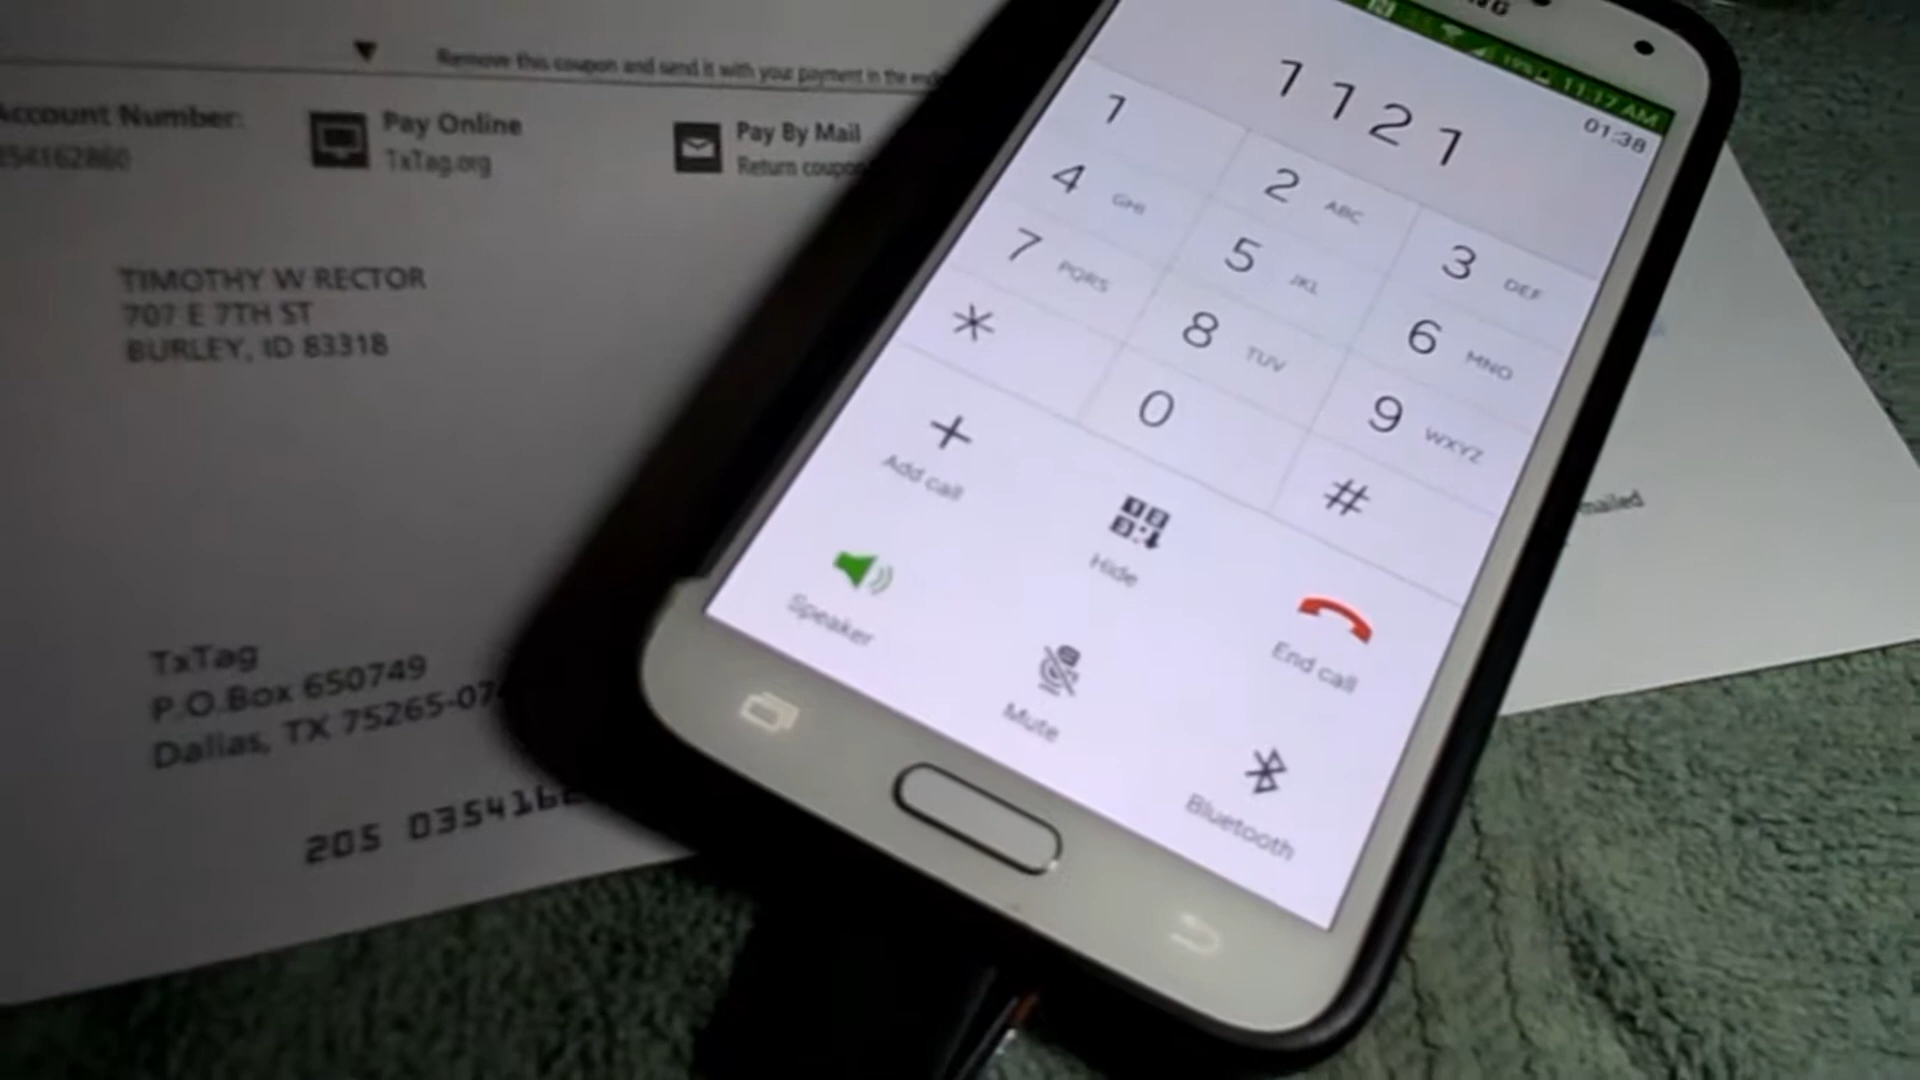 Remove this coupon and send it with your payment in the
Account Number:
Pay Online
TxTag.org
Pay By Mail
Return coupon
TIMOTHY W RECTOR
707 E 7TH ST
BURLEY, ID 83318
TxTag
P.O.Box 650749
Dallas, TX 75265-07
205 035416
mailed
11:17 AM
01:38
1121
1
2 ABC
3 DEF
4 GHI
5 JKL
6 MNO
7 PQRS
8 TUV
9 WXYZ
*
0
#
Add call
Hide
End call
Speaker
Mute
Bluetooth